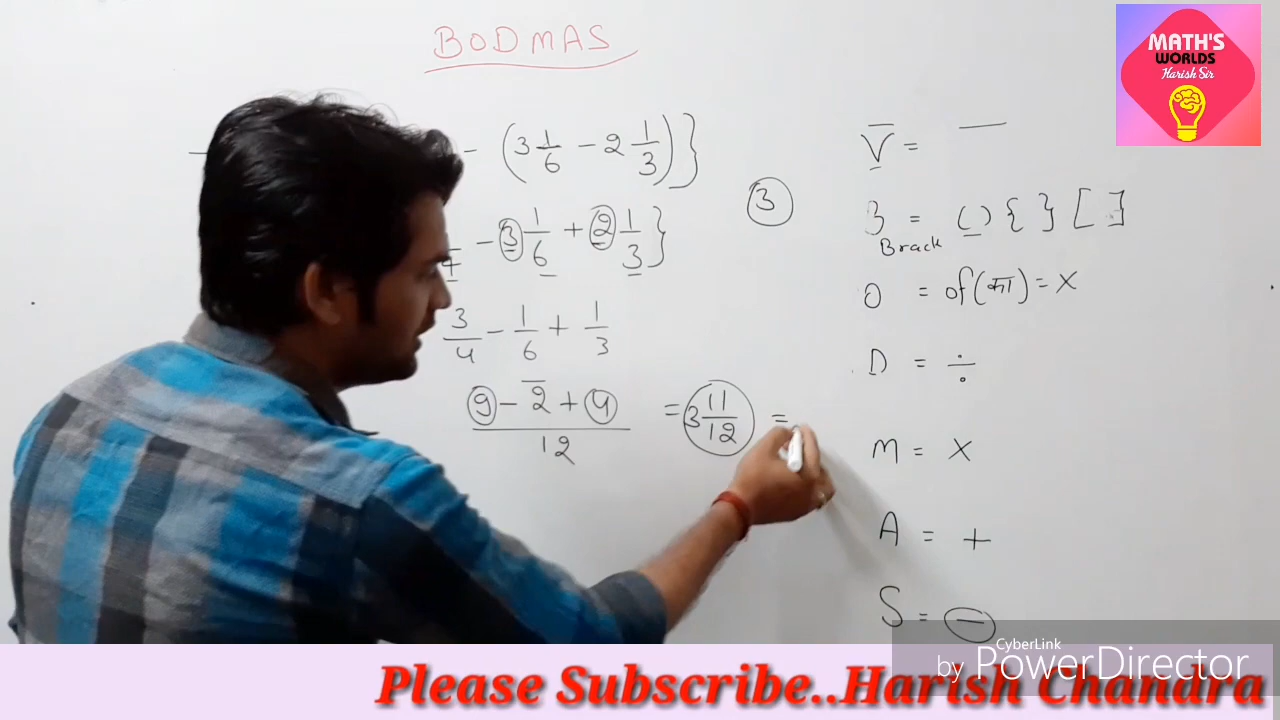 BODMAS
MATH'S
WORLDS
Harish Sir
- (3 1/6 - 2 1/3)}
- 3 1/6 + 2 1/3}
3/4 - 1/6 + 1/3
9 - 2 + 4 / 12 = 3 11/12 =
3
V =
B = ( ) { } [ ]
Brack
O = of (का) = X
D = ÷
M = X
A = +
S = -
CyberLink
by PowerDirector
Please Subscribe..Harish Chandra